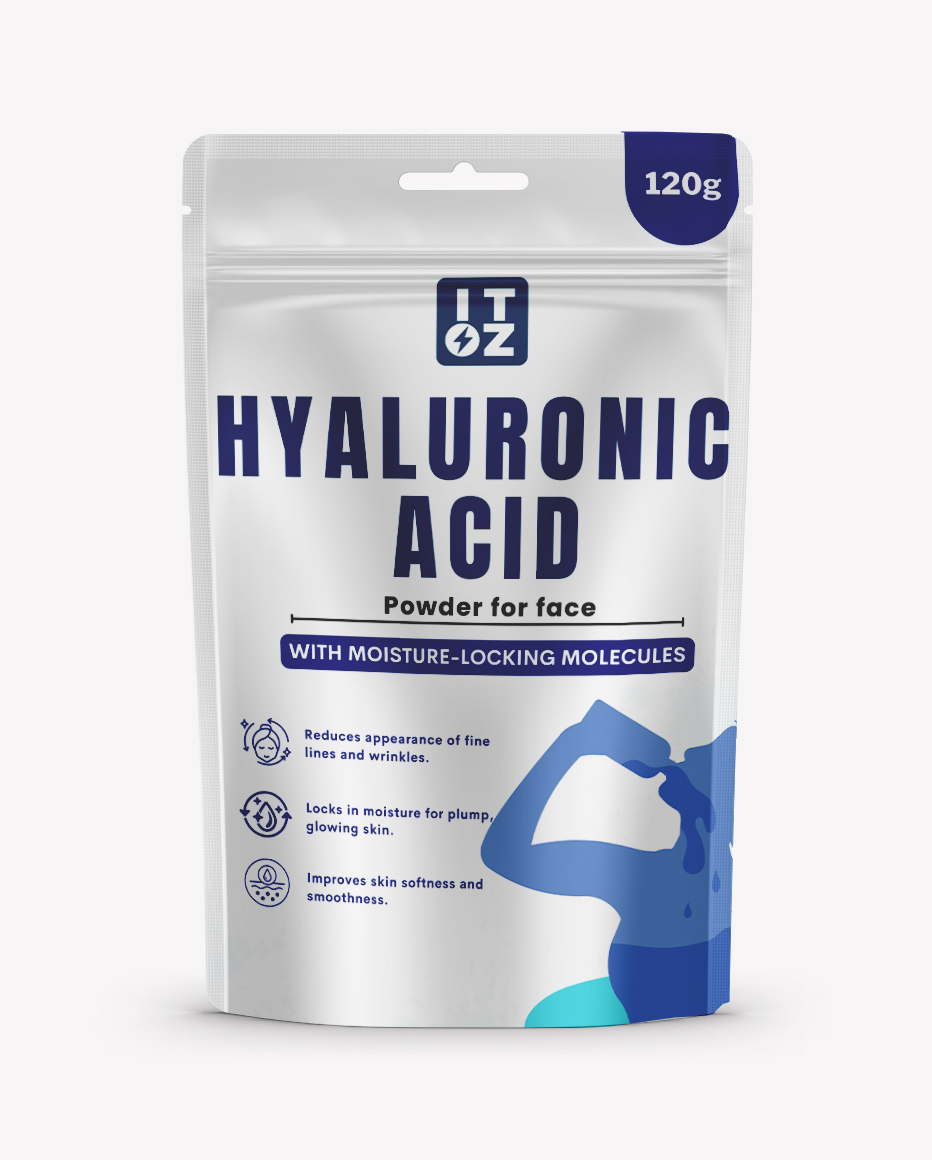 120g
IT
OZ
HYALURONIC
ACID
Powder for face
WITH MOISTURE-LOCKING MOLECULES
Reduces appearance of fine
lines and wrinkles.
Locks in moisture for plump,
glowing skin.
Improves skin softness and
smoothness.